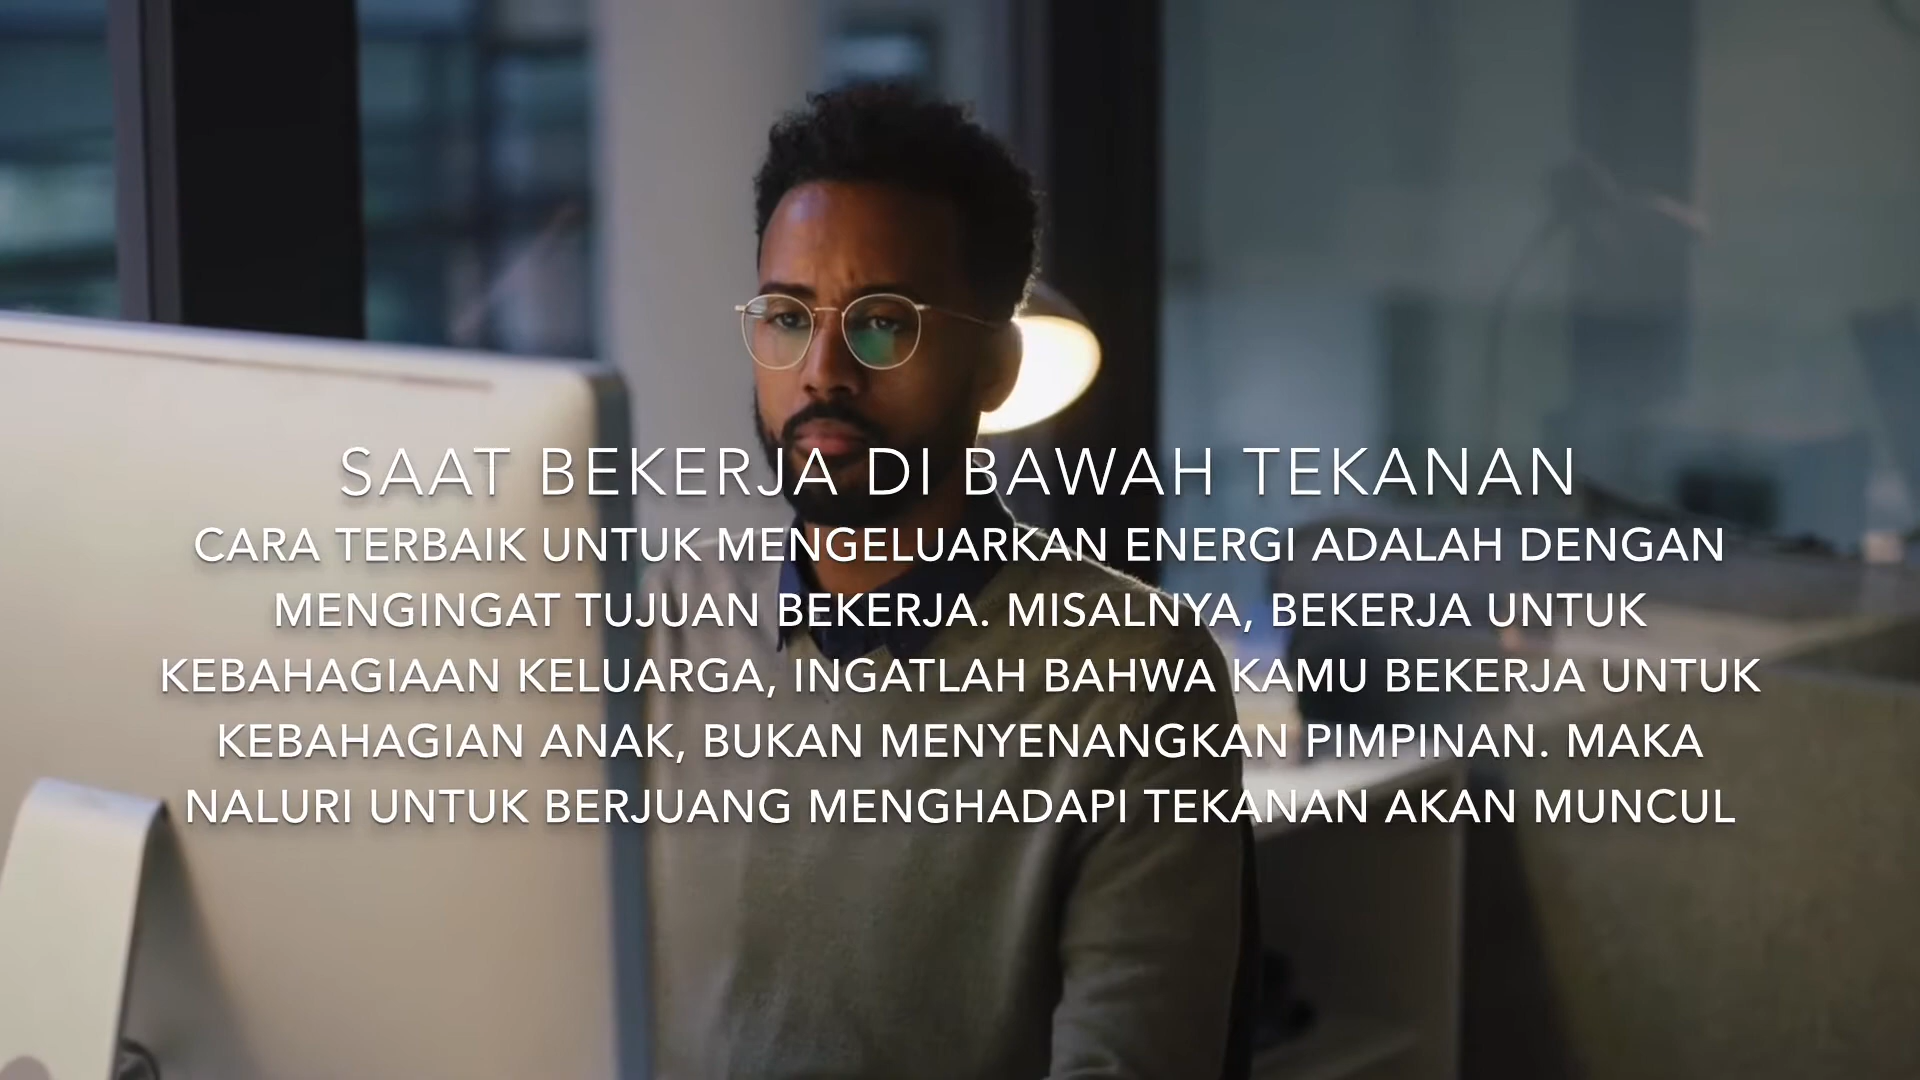 SAAT BEKERJA DI BAWAH TEKANAN
CARA TERBAIK UNTUK MENGELUARKAN ENERGI ADALAH DENGAN
MENGINGAT TUJUAN BEKERJA. MISALNYA, BEKERJA UNTUK
KEBAHAGIAAN KELUARGA, INGATLAH BAHWA KAMU BEKERJA UNTUK
KEBAHAGIAN ANAK, BUKAN MENYENANGKAN PIMPINAN. MAKA
NALURI UNTUK BERJUANG MENGHADAPI TEKANAN AKAN MUNCUL